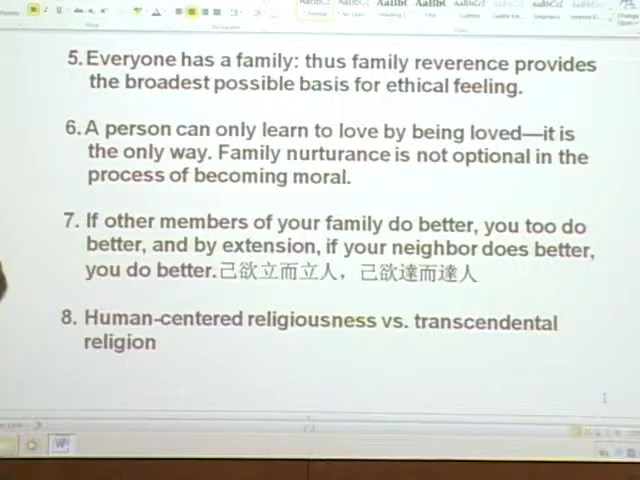 5. Everyone has a family: thus family reverence provides
the broadest possible basis for ethical feeling.
6. A person can only learn to love by being loved—it is
the only way. Family nurturance is not optional in the
process of becoming moral.
7. If other members of your family do better, you too do
better, and by extension, if your neighbor does better,
you do better.己欲立而立人，己欲達而達人
8. Human-centered religiousness vs. transcendental
religion
1